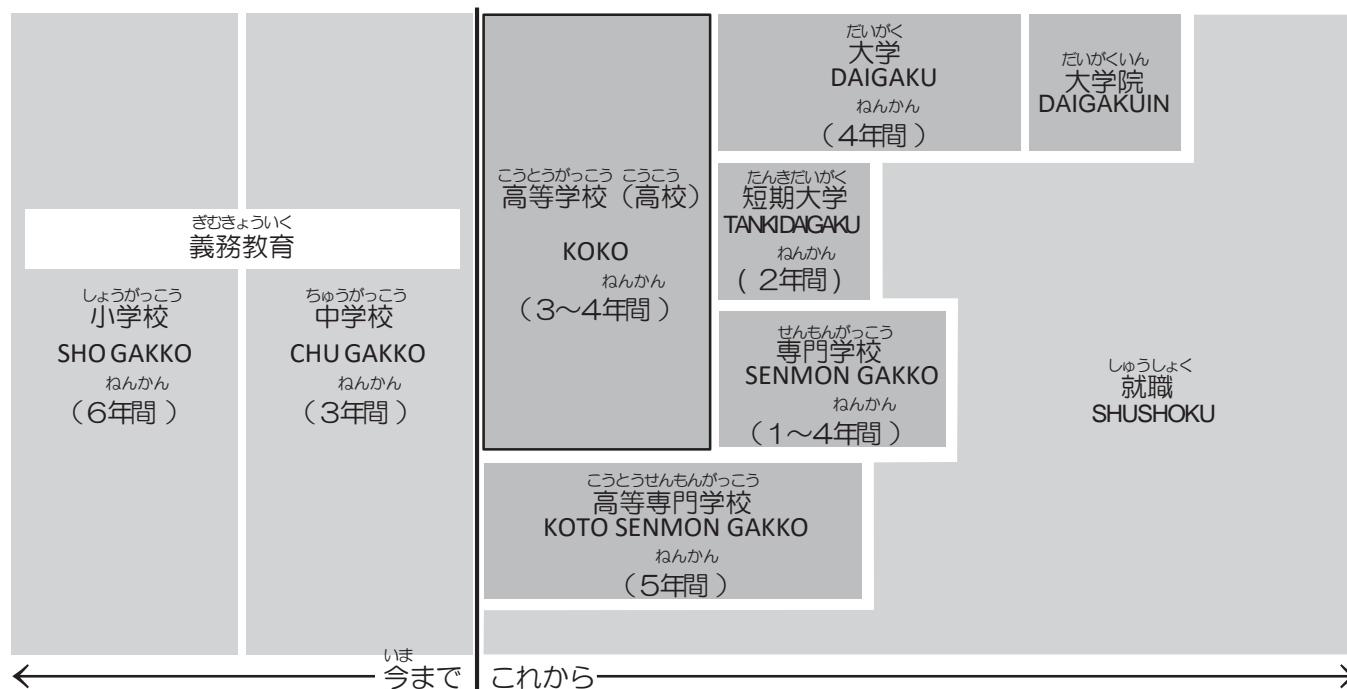 ぎむきょういく
義務教育
しょうがっこう
小学校
SHO GAKKO
ねんかん
（6年間）
ちゅうがっこう
中学校
CHU GAKKO
ねんかん
（3年間）
こうとうがっこう こうこう
高等学校（高校）
KOKO
ねんかん
（3～4年間）
だいがく
大学
DAIGAKU
ねんかん
（4年間）
だいがくいん
大学院
DAIGAKUIN
たんきだいがく
短期大学
TANKI DAIGAKU
ねんかん
（2年間）
せんもんがっこう
専門学校
SENMON GAKKO
ねんかん
（1～4年間）
こうとうせんもんがっこう
高等専門学校
KOTO SENMON GAKKO
ねんかん
（5年間）
しゅうしょく
就職
SHUSHOKU
いま
今まで
これから